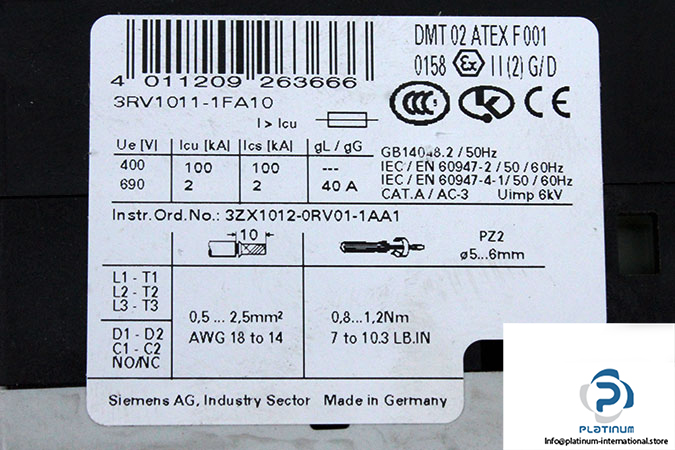 DMT 02 ATEX F 001
0158 Ex II (2) G/D
4 011209 263666
3RV1011-1FA10
I > Icu
CCC K C
Ue [V] Icu [kA] Ics [kA] gL / gG
400 100 100 ---
690 2 2 40 A
GB14048.2 / 50Hz
IEC / EN 60947-2 / 50 / 60Hz
IEC / EN 60947-4-1/ 50 / 60Hz
CAT.A / AC-3 Uimp 6kV
Instr.Ord.No.: 3ZX1012-0RV01-1AA1
10
PZ2
ø5...6mm
L1 - T1
L2 - T2
L3 - T3
D1 - D2
C1 - C2
NO/NC
0,5 ... 2,5mm²
AWG 18 to 14
0,8...1,2Nm
7 to 10.3 LB.IN
Siemens AG, Industry Sector Made in Germany
PLATINUM
Info@platinum-international.store